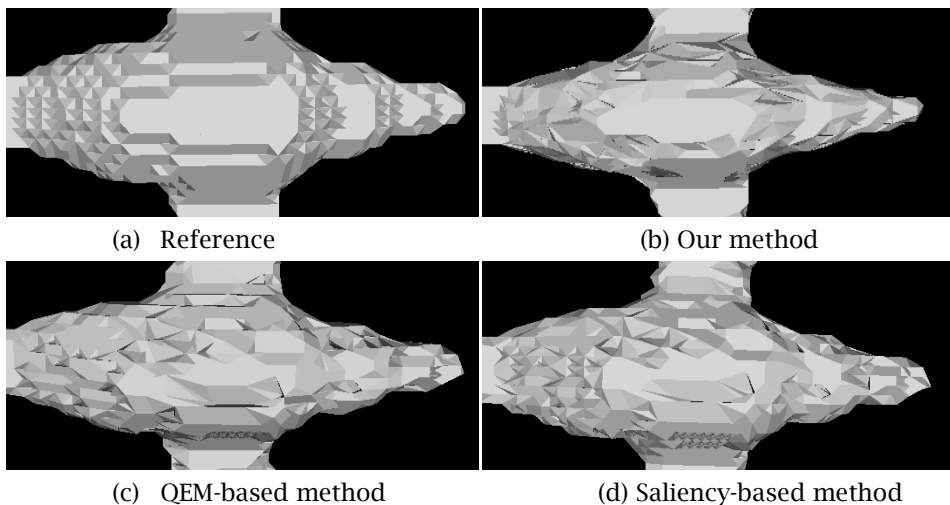 (a) Reference
(b) Our method
(c) QEM-based method
(d) Saliency-based method